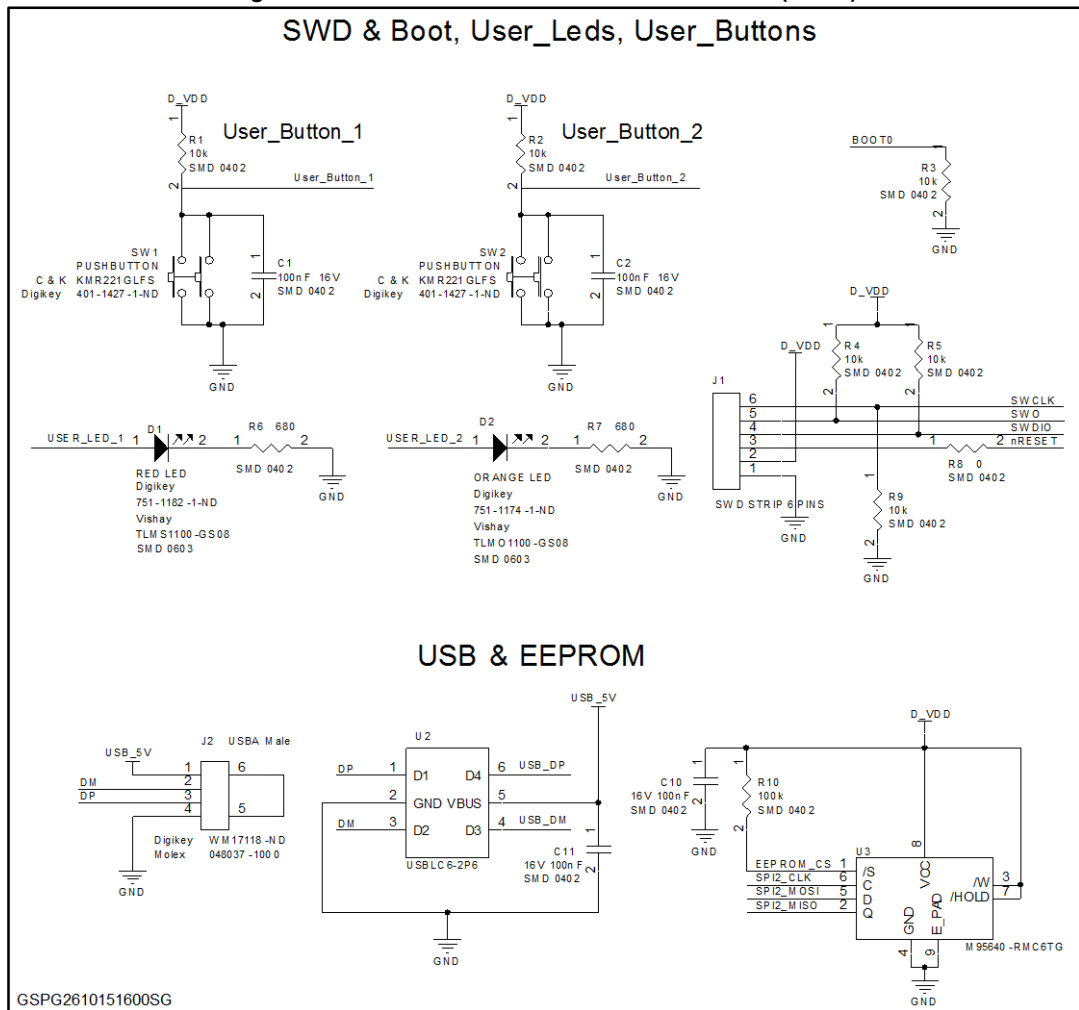 SWD & Boot, User_Leds, User_Buttons
D_VDD
1
R1
10k
SMD 0402
2
User_Button_1
User_Button_1
SW1
PUSHBUTTON
C & K KMR221GLFS
Digikey 401-1427-1-ND
1
C1
100nF 16V
2
SMD 0402
GND
D_VDD
1
R2
10k
SMD 0402
2
User_Button_2
User_Button_2
SW2
PUSHBUTTON
C & K KMR221GLFS
Digikey 401-1427-1-ND
1
C2
100nF 16V
2
SMD 0402
GND
BOOT0
1
R3
10k
SMD 0402
2
GND
USER_LED_1 1
D1
2
RED LED
Digikey
751-1182-1-ND
Vishay
TLMS1100-GS08
SMD 0603
1 R6 680 2
SMD 0402
GND
USER_LED_2 1
D2
2
ORANGE LED
Digikey
751-1174-1-ND
Vishay
TLMO1100-GS08
SMD 0603
1 R7 680 2
SMD 0402
GND
D_VDD
D_VDD
1
R4
10k
SMD 0402
2
1
R5
10k
SMD 0402
2
J1
6
5
4
3
2
1
SWD STRIP 6 PINS
GND
SWCLK
SWO
SWDIO
1 2 nRESET
R8 0
SMD 0402
1
R9
10k
SMD 0402
2
GND
USB & EEPROM
J2 USBA Male
USB_5V
DM
DP
1
2
3
4
6
5
Digikey WM17118-ND
Molex 048037-1000
GND
USB_5V
U2
DP 1 D1 D4 6 USB_DP
2 GND VBUS 5
DM 3 D2 D3 4 USB_DM
USBLC6-2P6
1
C11
16V 100nF
SMD 0402
2
GND
D_VDD
1
C10
16V 100nF
SMD 0402
2
GND
1
R10
100k
SMD 0402
2
U3
EEPROM_CS 1 /S
SPI2_CLK 6 C
SPI2_MOSI 5 D
SPI2_MISO 2 Q
8
VCC
/W 3
/HOLD 7
GND
E_PAD
4
9
M95640-RMC6TG
GND
GSPG2610151600SG